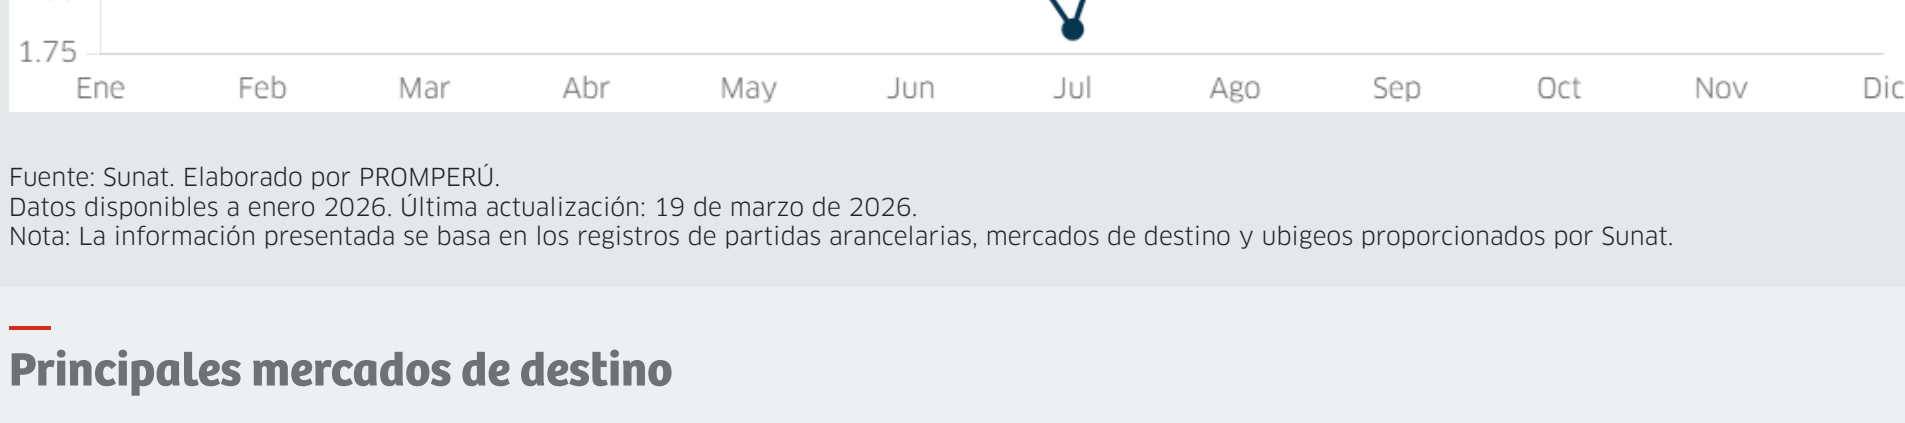 1.75
Ene Feb Mar Abr May Jun Jul Ago Sep Oct Nov Dic
Fuente: Sunat. Elaborado por PROMPERÚ.
Datos disponibles a enero 2026. Última actualización: 19 de marzo de 2026.
Nota: La información presentada se basa en los registros de partidas arancelarias, mercados de destino y ubigeos proporcionados por Sunat.
Principales mercados de destino